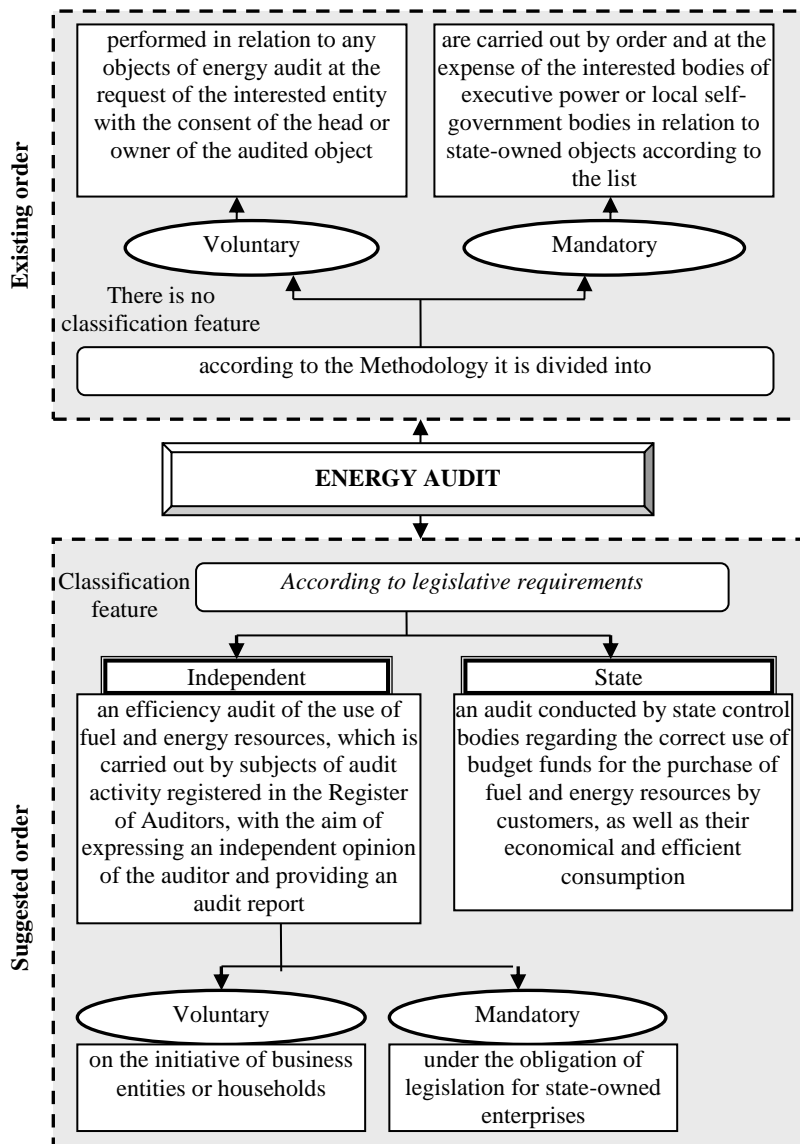 Existing order
performed in relation to any
objects of energy audit at the
request of the interested entity
with the consent of the head or
owner of the audited object
are carried out by order and at the
expense of the interested bodies of
executive power or local self-
government bodies in relation to
state-owned objects according to
the list
Voluntary
Mandatory
There is no
classification feature
according to the Methodology it is divided into
ENERGY AUDIT
Suggested order
Classification
feature
According to legislative requirements
Independent
an efficiency audit of the use of
fuel and energy resources, which is
carried out by subjects of audit
activity registered in the Register
of Auditors, with the aim of
expressing an independent opinion
of the auditor and providing an
audit report
State
an audit conducted by state control
bodies regarding the correct use of
budget funds for the purchase of
fuel and energy resources by
customers, as well as their
economical and efficient
consumption
Voluntary
on the initiative of business
entities or households
Mandatory
under the obligation of
legislation for state-owned
enterprises